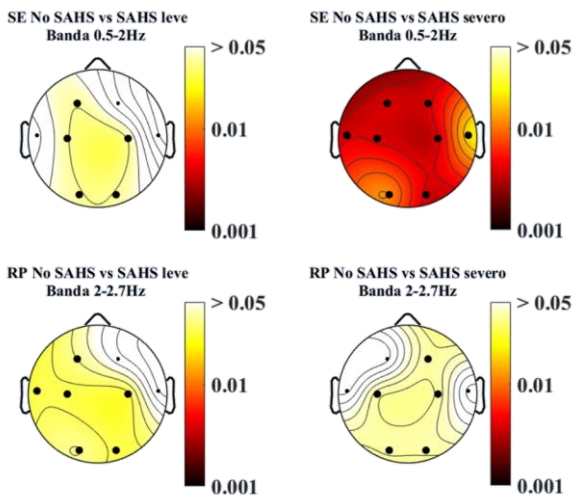 SE No SAHS vs SAHS leve
Banda 0.5-2Hz
> 0.05
0.01
0.001
SE No SAHS vs SAHS severo
Banda 0.5-2Hz
> 0.05
0.01
0.001
RP No SAHS vs SAHS leve
Banda 2-2.7Hz
> 0.05
0.01
0.001
RP No SAHS vs SAHS severo
Banda 2-2.7Hz
> 0.05
0.01
0.001